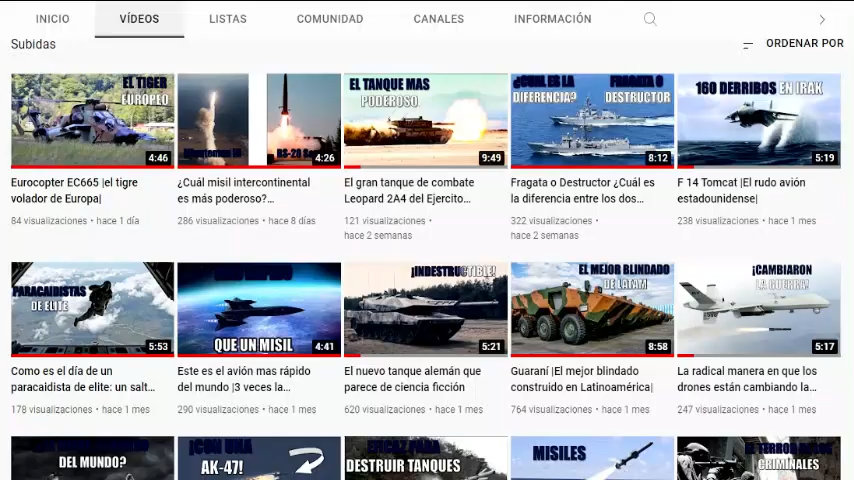 INICIO VÍDEOS LISTAS COMUNIDAD CANALES INFORMACIÓN
Subidas ORDENAR POR
EL TIGER
EUROPEO
4:46
RS-28
4:26
EL TANQUE MAS
PODEROSO
9:49
¿CUAL ES LA
DIFERENCIA?
FRAGATA O
DESTRUCTOR
8:12
160 DERRIBOS EN IRAK
5:19
Eurocopter EC665 |el tigre
volador de Europa|
84 visualizaciones • hace 1 día
¿Cuál misil intercontinental
es más poderoso?...
286 visualizaciones • hace 8 días
El gran tanque de combate
Leopard 2A4 del Ejercito...
121 visualizaciones •
hace 2 semanas
Fragata o Destructor ¿Cuál es
la diferencia entre los dos...
322 visualizaciones •
hace 2 semanas
F 14 Tomcat |El rudo avión
estadounidense|
238 visualizaciones • hace 1 mes
PARACAIDISTAS
DE ELITE
5:53
QUE UN MISIL
4:41
¡INDESTRUCTIBLE!
5:21
EL MEJOR BLINDADO
DE LATAM
8:58
¡CAMBIARON
LA GUERRA!
5:17
Como es el día de un
paracaidista de elite: un salt...
178 visualizaciones • hace 1 mes
Este es el avión mas rápido
del mundo |3 veces la...
290 visualizaciones • hace 1 mes
El nuevo tanque alemán que
parece de ciencia ficción
620 visualizaciones • hace 1 mes
Guaraní |El mejor blindado
construido en Latinoamérica|
764 visualizaciones • hace 1 mes
La radical manera en que los
drones están cambiando la...
247 visualizaciones • hace 1 mes
DEL MUNDO?
¡CON UNA
AK-47!
EFICAZ PARA
DESTRUIR TANQUES
MISILES
EL TERROR
CRIMINALES